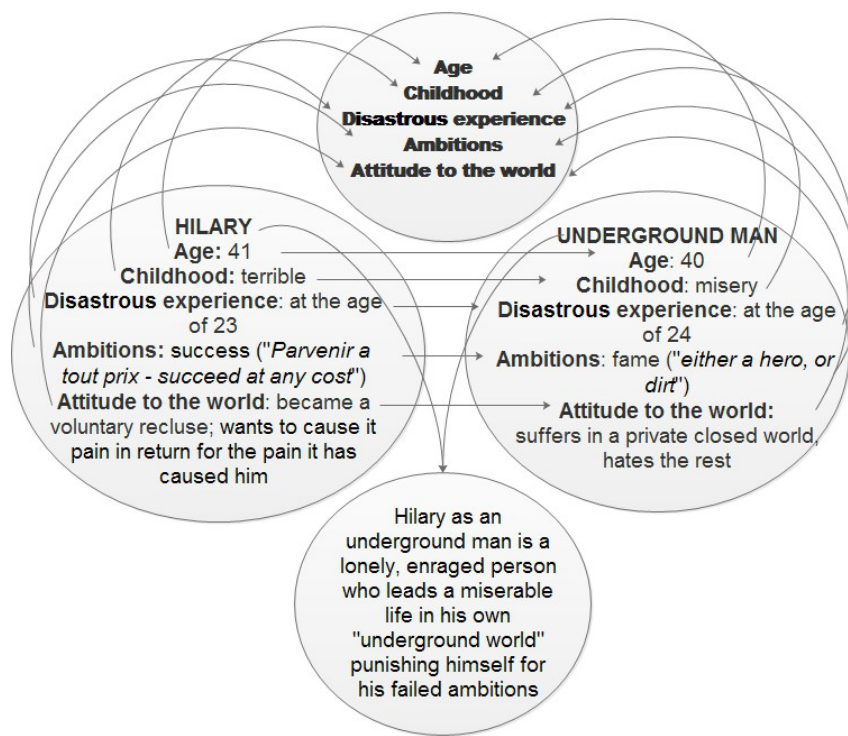 Age
Childhood
Disastrous experience
Ambitions
Attitude to the world
HILARY
Age: 41
Childhood: terrible
Disastrous experience: at the age
of 23
Ambitions: success ("Parvenir a
tout prix - succeed at any cost")
Attitude to the world: became a
voluntary recluse; wants to cause it
pain in return for the pain it has
caused him
UNDERGROUND MAN
Age: 40
Childhood: misery
Disastrous experience: at the age
of 24
Ambitions: fame ("either a hero, or
dirt")
Attitude to the world:
suffers in a private closed world,
hates the rest
Hilary as an
underground man is a
lonely, enraged person
who leads a miserable
life in his own
"underground world"
punishing himself for
his failed ambitions